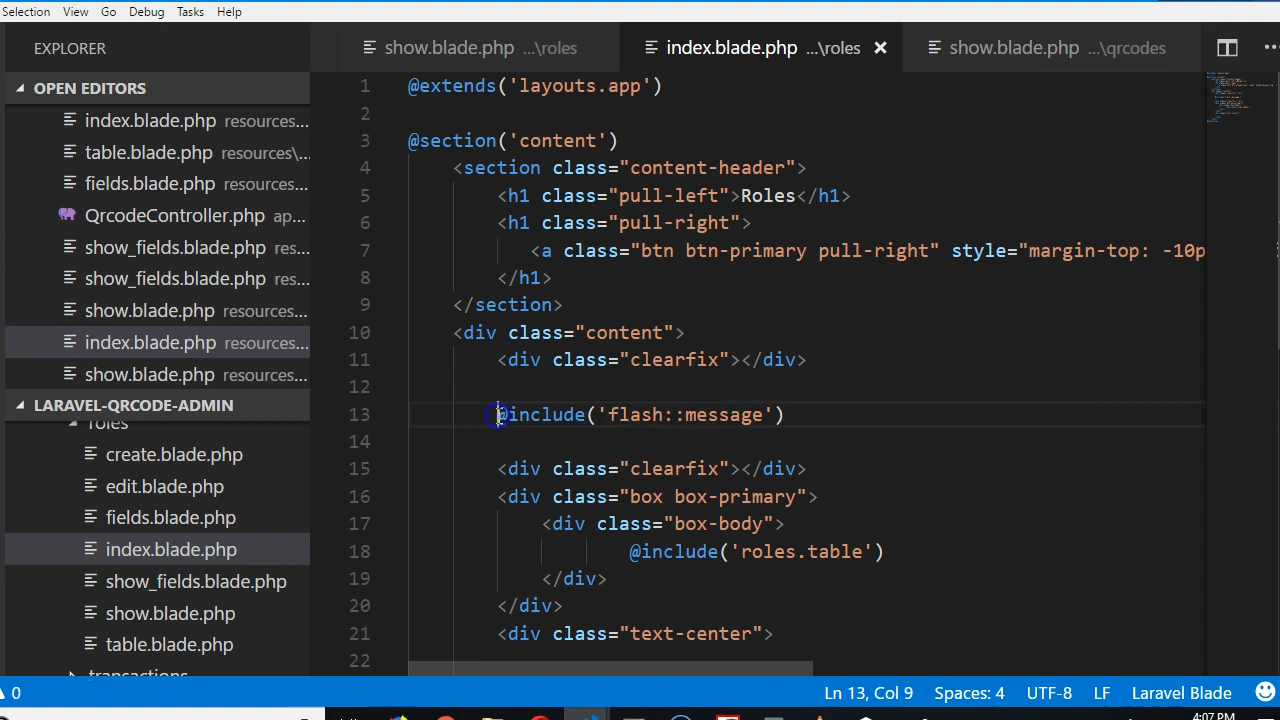 Selection View Go Debug Tasks Help
EXPLORER
show.blade.php ...\roles
index.blade.php ...\roles
show.blade.php ...\qrcodes
OPEN EDITORS
index.blade.php resources...
table.blade.php resources\...
fields.blade.php resources...
QrcodeController.php ap...
show_fields.blade.php res...
show_fields.blade.php res...
show.blade.php resources...
index.blade.php resources...
show.blade.php resources...
LARAVEL-QRCODE-ADMIN
roles
create.blade.php
edit.blade.php
fields.blade.php
index.blade.php
show_fields.blade.php
show.blade.php
table.blade.php
transactions
1 @extends('layouts.app')
2
3 @section('content')
4 <section class="content-header">
5 <h1 class="pull-left">Roles</h1>
6 <h1 class="pull-right">
7 <a class="btn btn-primary pull-right" style="margin-top: -10p
8 </h1>
9 </section>
10 <div class="content">
11 <div class="clearfix"></div>
12
13 @include('flash::message')
14
15 <div class="clearfix"></div>
16 <div class="box box-primary">
17 <div class="box-body">
18 @include('roles.table')
19 </div>
20 </div>
21 <div class="text-center">
22
0
Ln 13, Col 9 Spaces: 4 UTF-8 LF Laravel Blade
4:07 PM